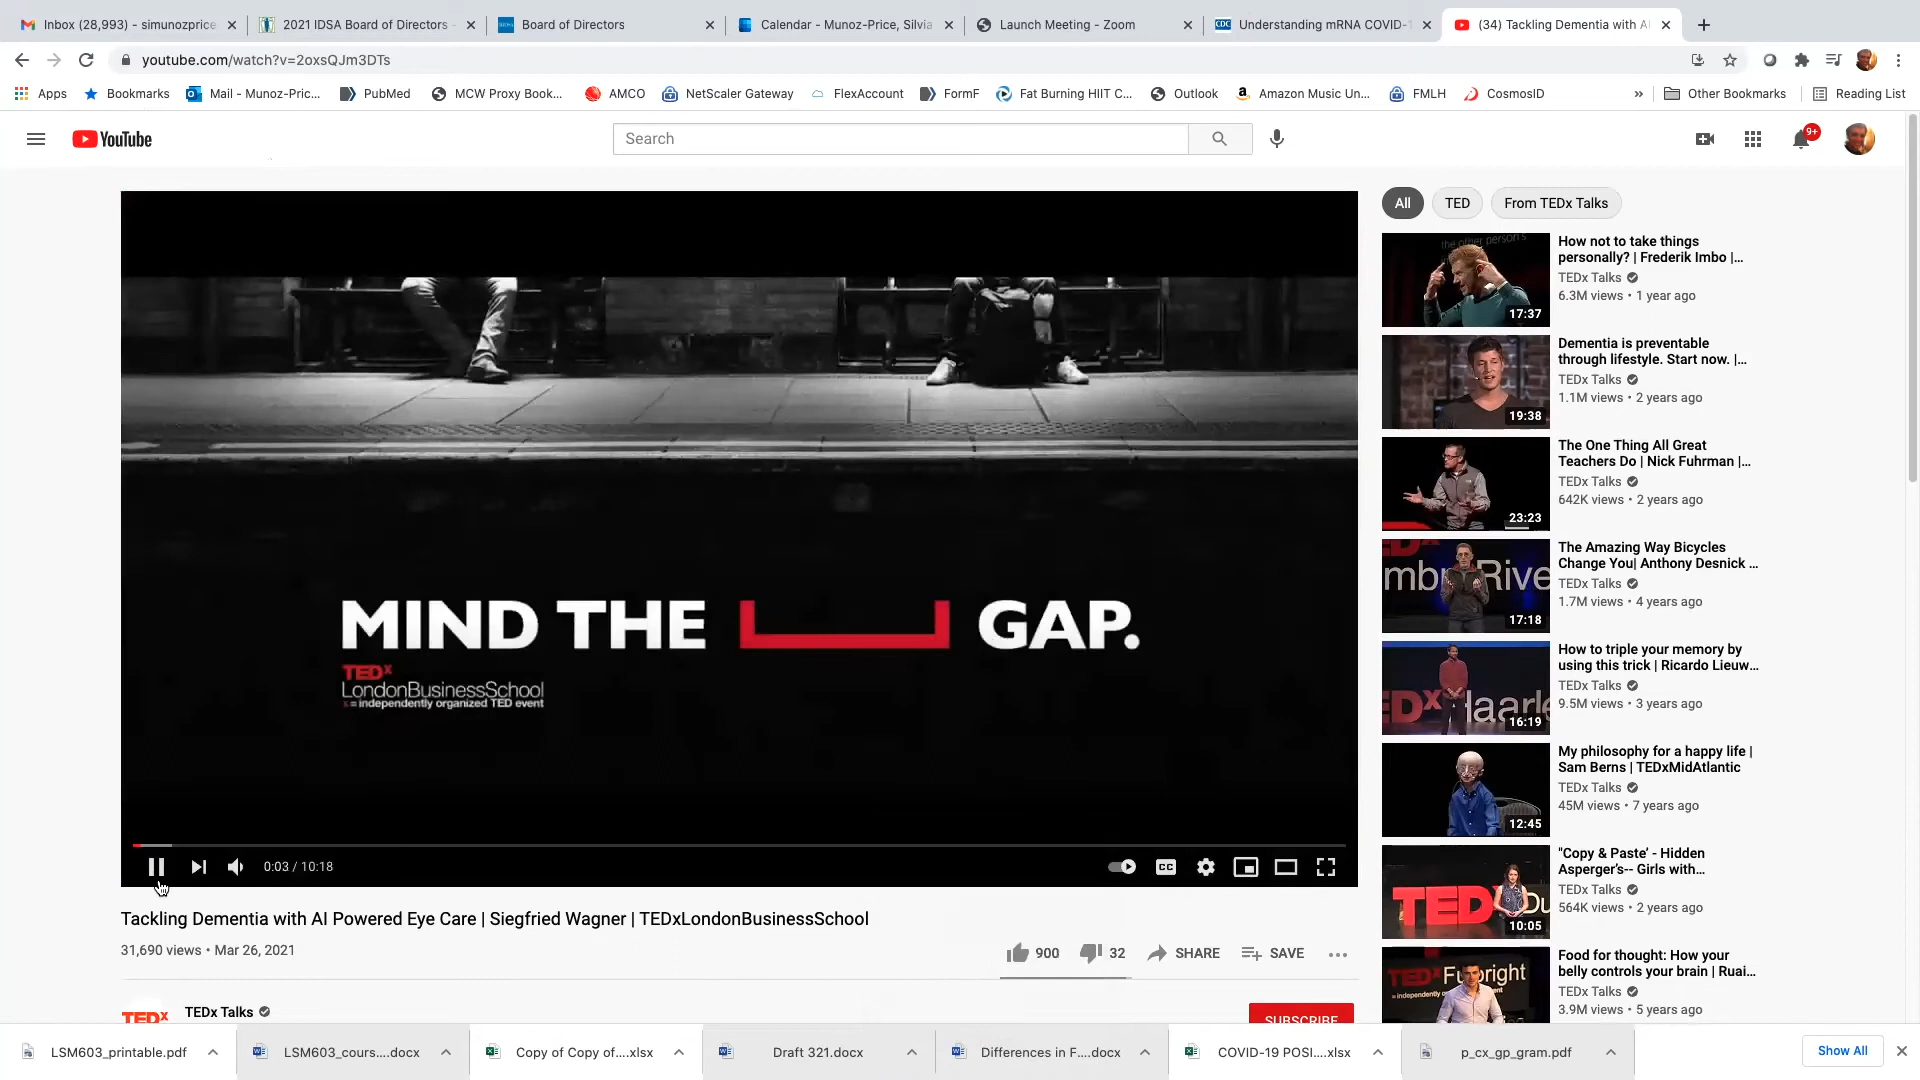 Inbox (28,993) - simunozprice
2021 IDSA Board of Directors -
Board of Directors
Calendar - Munoz-Price, Silvia
Launch Meeting - Zoom
CDC
Understanding mRNA COVID-1
(34) Tackling Dementia with A
youtube.com/watch?v=2oxsQJm3DTs
Apps
Bookmarks
Mail - Munoz-Pric...
PubMed
MCW Proxy Book...
AMCO
NetScaler Gateway
FlexAccount
FormF
Fat Burning HIIT C...
Outlook
Amazon Music Un...
FMLH
CosmosID
»
Other Bookmarks
Reading List
YouTube
Search
9+
MIND THE GAP.
TEDx
LondonBusinessSchool
x = independently organized TED event
0:03 / 10:18
CC
Tackling Dementia with AI Powered Eye Care | Siegfried Wagner | TEDxLondonBusinessSchool
31,690 views • Mar 26, 2021
900
32
SHARE
SAVE
TEDx
TEDx Talks
SUBSCRIBE
All
TED
From TEDx Talks
the other person's
17:37
How not to take things
personally? | Frederik Imbo |...
TEDx Talks
6.3M views • 1 year ago
19:38
Dementia is preventable
through lifestyle. Start now. |...
TEDx Talks
1.1M views • 2 years ago
23:23
The One Thing All Great
Teachers Do | Nick Fuhrman |...
TEDx Talks
642K views • 2 years ago
17:18
The Amazing Way Bicycles
Change You| Anthony Desnick ...
TEDx Talks
1.7M views • 4 years ago
16:19
How to triple your memory by
using this trick | Ricardo Lieuw...
TEDx Talks
9.5M views • 3 years ago
12:45
My philosophy for a happy life |
Sam Berns | TEDxMidAtlantic
TEDx Talks
45M views • 7 years ago
TED
10:05
"Copy & Paste' - Hidden
Asperger's-- Girls with...
TEDx Talks
564K views • 2 years ago
Food for thought: How your
belly controls your brain | Ruai...
TEDx Talks
3.9M views • 5 years ago
LSM603_printable.pdf
LSM603_cours....docx
Copy of Copy of....xlsx
Draft 321.docx
Differences in F....docx
COVID-19 POSI....xlsx
p_cx_gp_gram.pdf
Show All